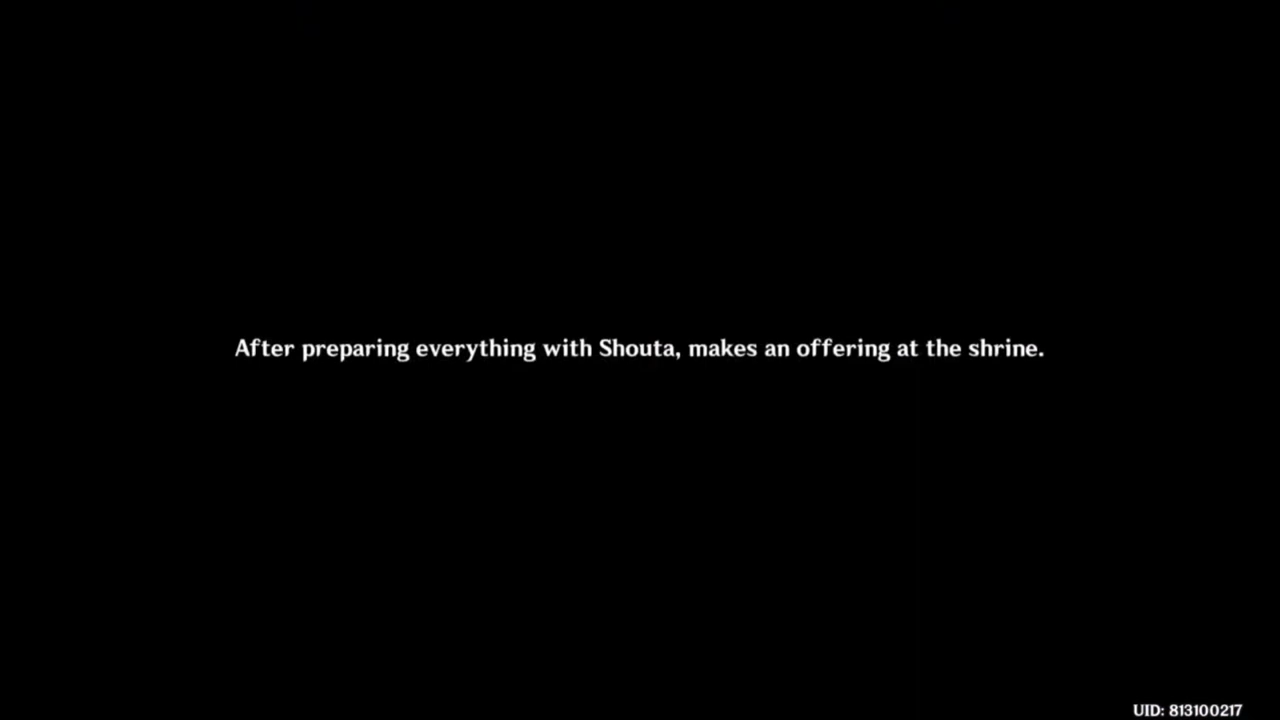 After preparing everything with Shouta, makes an offering at the shrine.
UID: 813100217